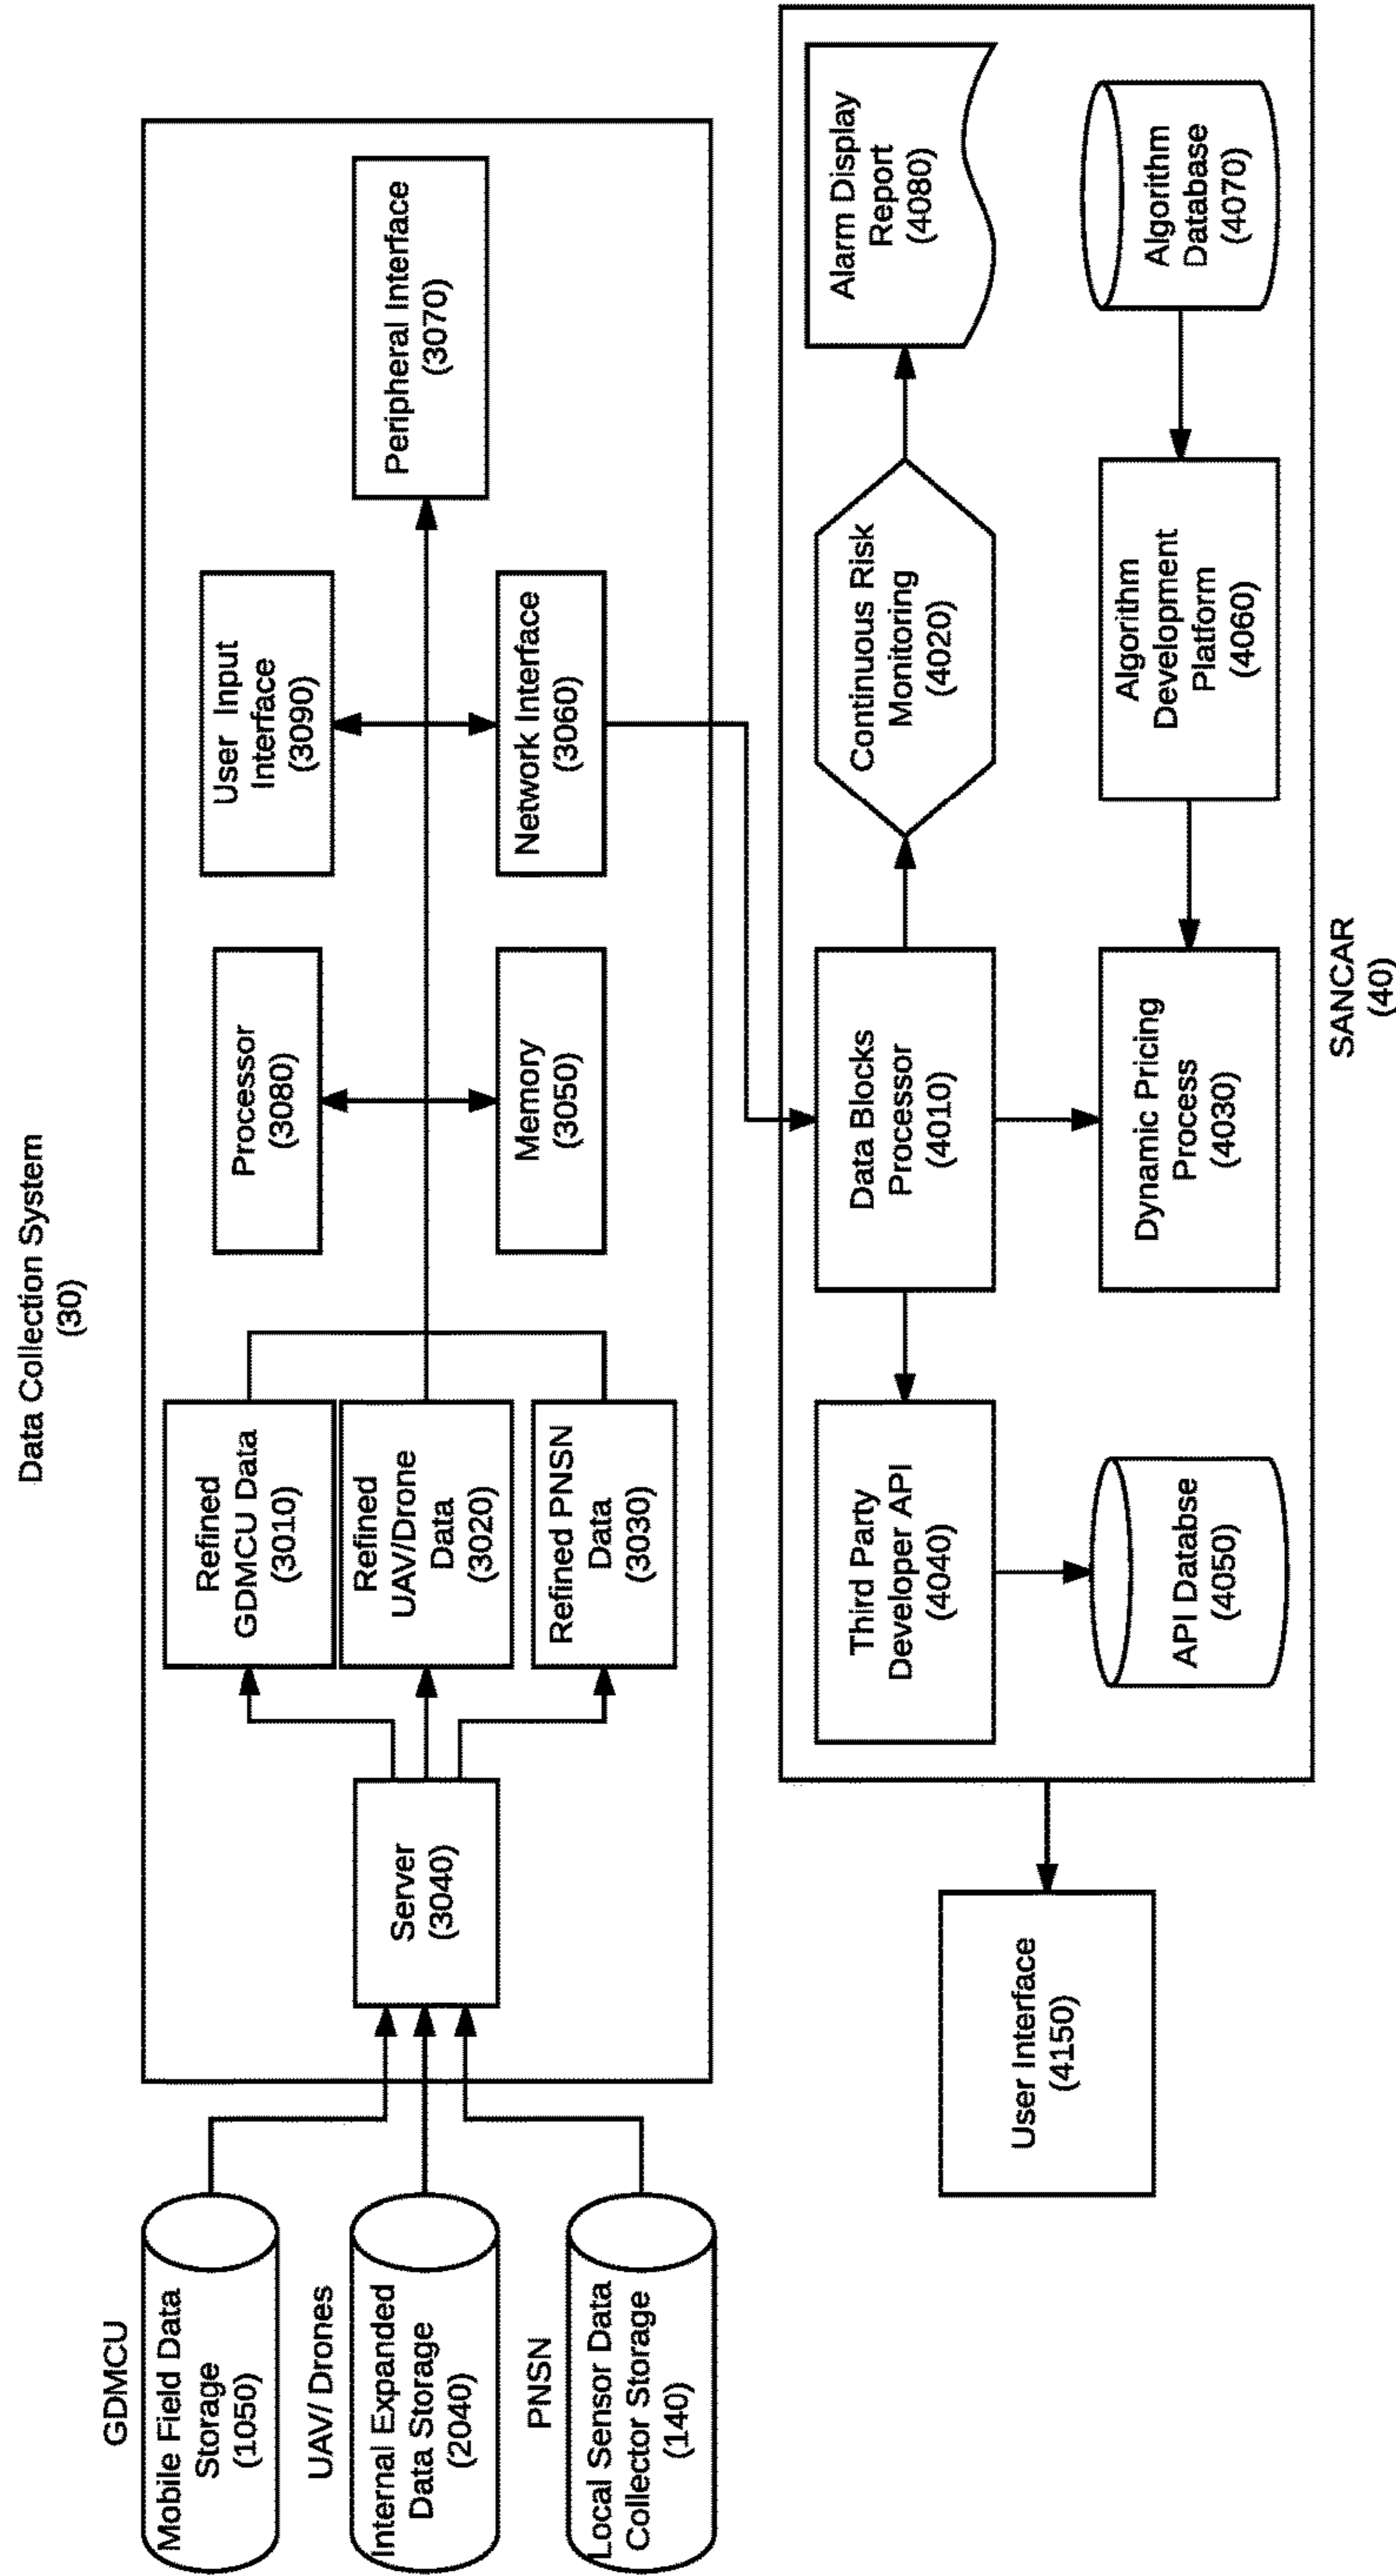 Data Collection System
(30)
GDMCU
Mobile Field Data
Storage
(1050)
UAV/ Drones
Internal Expanded
Data Storage
(2040)
PNSN
Local Sensor Data
Collector Storage
(140)
Server
(3040)
Refined
GDMCU Data
(3010)
Refined
UAV/Drone
Data
(3020)
Refined PNSN
Data
(3030)
Processor
(3080)
Memory
(3050)
User Input
Interface
(3090)
Network Interface
(3060)
Peripheral Interface
(3070)
User Interface
(4150)
Third Party
Developer API
(4040)
API Databse
(4050)
Data Blocks
Processor
(4010)
Dynamic Pricing
Process
(4030)
Continuous Risk
Monitoring
(4020)
Algorithm
Development
Platform
(4060)
Alarm Display
Report
(4080)
Algorithm
Database
(4070)
SANCAR
(40)